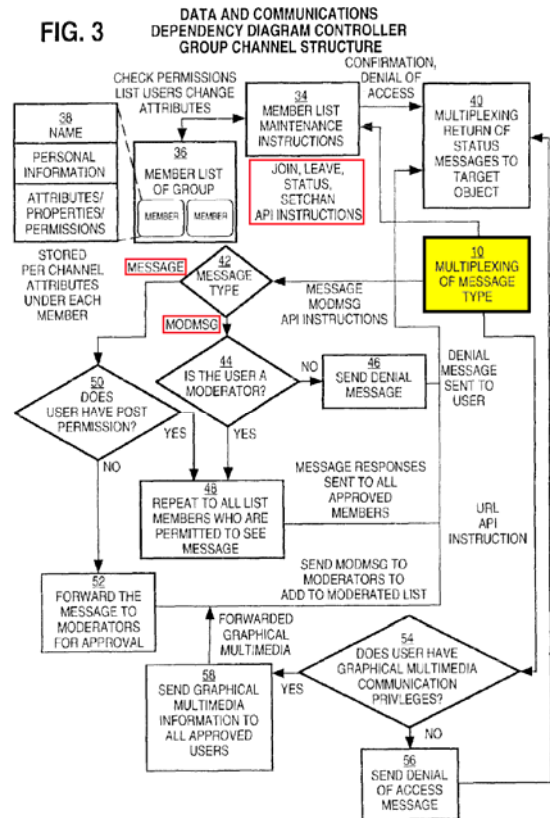 FIG. 3
DATA AND COMMUNICATIONS
DEPENDENCY DIAGRAM CONTROLLER
GROUP CHANNEL STRUCTURE
CHECK PERMISSIONS
LIST USERS CHANGE
ATTRIBUTES
CONFIRMATION,
DENIAL OF
ACCESS
38
NAME
PERSONAL
INFORMATION
ATTRIBUTES/
PROPERTIES/
PERMISSIONS
STORED
PER CHANNEL
ATTRIBUTES
UNDER EACH
MEMBER
36
MEMBER LIST
OF GROUP
MEMBER
MEMBER
34
MEMBER LIST
MAINTENANCE
INSTRUCTIONS
JOIN, LEAVE,
STATUS,
SETCHAN
API INSTRUCTIONS
40
MULTIPLEXING
RETURN OF
STATUS
MESSAGES TO
TARGET
OBJECT
10
MULTIPLEXING
OF MESSAGE
TYPE
MESSAGE
42
MESSAGE
TYPE
MODMSG
MESSAGE
MODMSG
API INSTRUCTIONS
44
IS THE USER A
MODERATOR?
NO
46
SEND DENIAL
MESSAGE
DENIAL
MESSAGE
SENT TO
USER
50
DOES
USER HAVE POST
PERMISSION?
YES
YES
NO
48
REPEAT TO ALL LIST
MEMBERS WHO ARE
PERMITTED TO SEE
MESSAGE
MESSAGE RESPONSES
SENT TO ALL
APPROVED
MEMBERS
URL
API
INSTRUCTION
52
FORWARD THE
MESSAGE TO
MODERATORS
FOR APPROVAL
SEND MODMSG TO
MODERATORS TO
ADD TO MODERATED LIST
FORWARDED
GRAPHICAL
MULTIMEDIA
54
DOES USER HAVE
GRAPHICAL MULTIMEDIA
COMMUNICATION
PRIVLEGES?
YES
NO
58
SEND GRAPHICAL
MULTIMEDIA
INFORMATION TO
ALL APPROVED
USERS
56
SEND DENIAL
OF ACCESS
MESSAGE